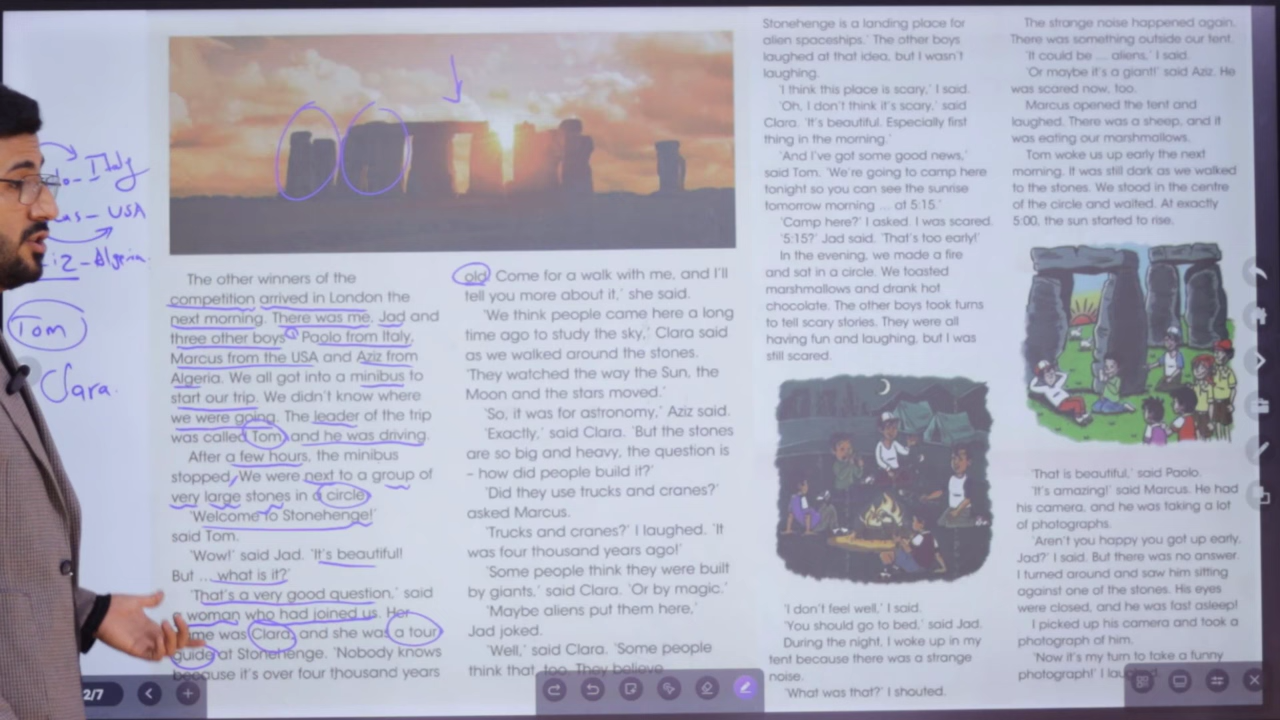 Italy
USA
Algeria
Tom
Clara.
The other winners of the
competition arrived in London the
next morning. There was me, Jad and
three other boys Paolo from Italy,
Marcus from the USA and Aziz from
Algeria. We all got into a minibus to
start our trip. We didn't know where
we were going. The leader of the trip
was called Tom and he was driving.
After a few hours, the minibus
stopped. We were next to a group of
very large stones in a circle.
'Welcome to Stonehenge!'
said Tom.
'Wow!' said Jad. 'It's beautiful!
But ... what is it?'
'That's a very good question,' said
a woman who had joined us. Her
name was Clara, and she was a tour
guide at Stonehenge. 'Nobody knows
because it's over four thousand years
old. Come for a walk with me, and I'll
tell you more about it,' she said.
'We think people came here a long
time ago to study the sky,' Clara said
as we walked around the stones.
'They watched the way the Sun, the
Moon and the stars moved.'
'So, it was for astronomy,' Aziz said.
'Exactly,' said Clara. 'But the stones
are so big and heavy, the question is
– how did people build it?'
'Did they use trucks and cranes?'
asked Marcus.
'Trucks and cranes?' I laughed. 'It
was four thousand years ago!'
'Some people think they were built
by giants,' said Clara. 'Or by magic.'
'Maybe aliens put them here,'
Jad joked.
'Well,' said Clara. 'Some people
think that, too. They believe
Stonehenge is a landing place for
alien spaceships.' The other boys
laughed at that idea, but I wasn't
laughing.
'I think this place is scary,' I said.
'Oh, I don't think it's scary,' said
Clara. 'It's beautiful. Especially first
thing in the morning.'
'And I've got some good news,'
said Tom. 'We're going to camp here
tonight so you can see the sunrise
tomorrow morning ... at 5:15.'
'Camp here?' I asked. I was scared.
'5:15?' Jad said. 'That's too early!'
In the evening, we made a fire
and sat in a circle. We toasted
marshmallows and drank hot
chocolate. The other boys took turns
to tell scary stories. They were all
having fun and laughing, but I was
still scared.
'I don't feel well,' I said.
'You should go to bed,' said Jad.
During the night, I woke up in my
tent because there was a strange
noise.
'What was that?' I shouted.
The strange noise happened again.
There was something outside our tent.
'It could be ... aliens,' I said.
'Or maybe it's a giant!' said Aziz. He
was scared now, too.
Marcus opened the tent and
laughed. There was a sheep, and it
was eating our marshmallows.
Tom woke us up early the next
morning. It was still dark as we walked
to the stones. We stood in the centre
of the circle and waited. At exactly
5:00, the sun started to rise.
'That is beautiful,' said Paolo.
'It's amazing!' said Marcus. He had
his camera, and he was taking a lot
of photographs.
'Aren't you happy you got up early,
Jad?' I said. But there was no answer.
I turned around and saw him sitting
against one of the stones. His eyes
were closed, and he was fast asleep!
I picked up his camera and took a
photograph of him.
'Now it's my turn to take a funny
photograph!' I
2/7